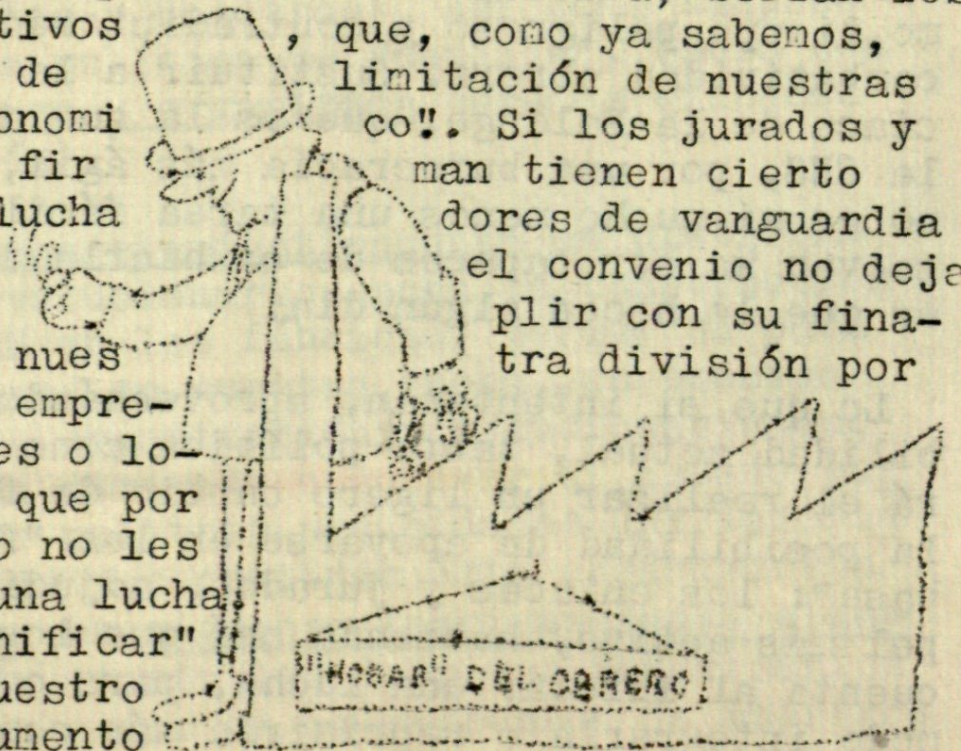 tivos , que, como ya sabemos,
de limitación de nuestras
onomi co". Si los jurados y
fir man tienen cierto
lucha dores de vanguardia
el convenio no deja
plir con su fina-
nues tra división por
empre-
es o lo-
que por
o no les
una lucha
nificar"
"HOGAR" DEL OBRERO
uestro
umento